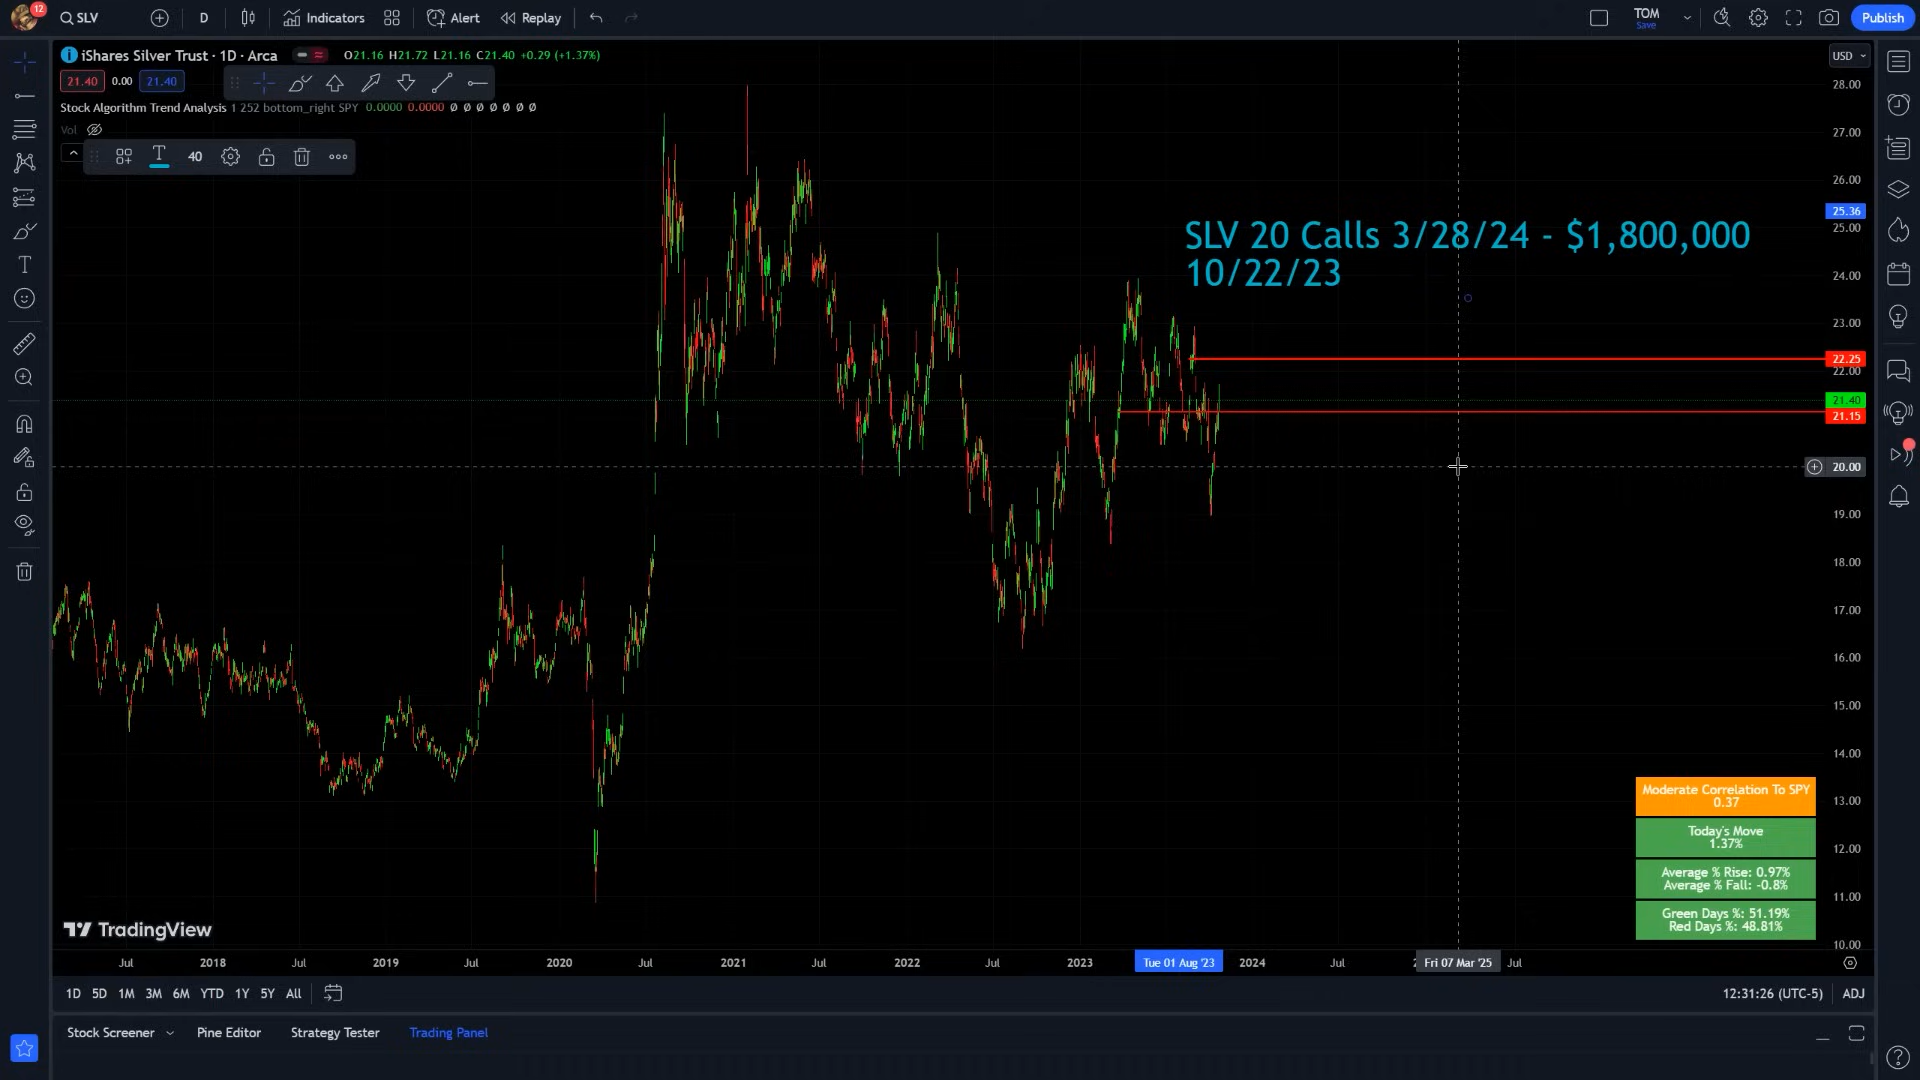 12
SLV
D
Indicators
Alert
Replay
TOM
Save
Publish
iShares Silver Trust · 1D · Arca
O21.16 H21.72 L21.16 C21.40 +0.29 (+1.37%)
USD
21.40 0.00 21.40
Stock Algorithm Trend Analysis 1 252 bottom_right SPY 0.0000 0.0000 ø ø ø ø ø ø ø
Vol
T 40
SLV 20 Calls 3/28/24 - $1,800,000
10/22/23
28.00
27.00
26.00
25.36
25.00
24.00
23.00
22.25
22.00
21.40
21.15
20.00
19.00
18.00
17.00
16.00
15.00
14.00
13.00
12.00
11.00
10.00
Moderate Correlation To SPY
0.37
Today's Move
1.37%
Average % Rise: 0.97%
Average % Fall: -0.8%
Green Days %: 51.19%
Red Days %: 48.81%
TradingView
Jul 2018 Jul 2019 Jul 2020 Jul 2021 Jul 2022 Jul 2023 Tue 01 Aug '23 2024 Jul Fri 07 Mar '25 Jul
1D 5D 1M 3M 6M YTD 1Y 5Y All
12:31:26 (UTC-5) ADJ
Stock Screener Pine Editor Strategy Tester Trading Panel